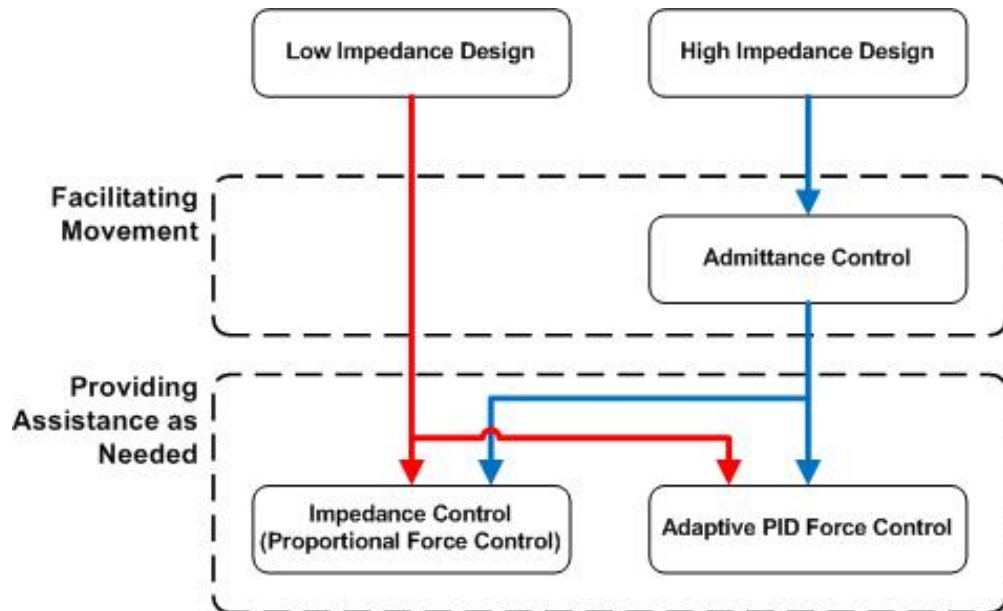 Low Impedance Design
High Impedance Design
Facilitating
Movement
Admittance Control
Providing
Assistance as
Needed
Impedance Control
(Proportional Force Control)
Adaptive PID Force Control